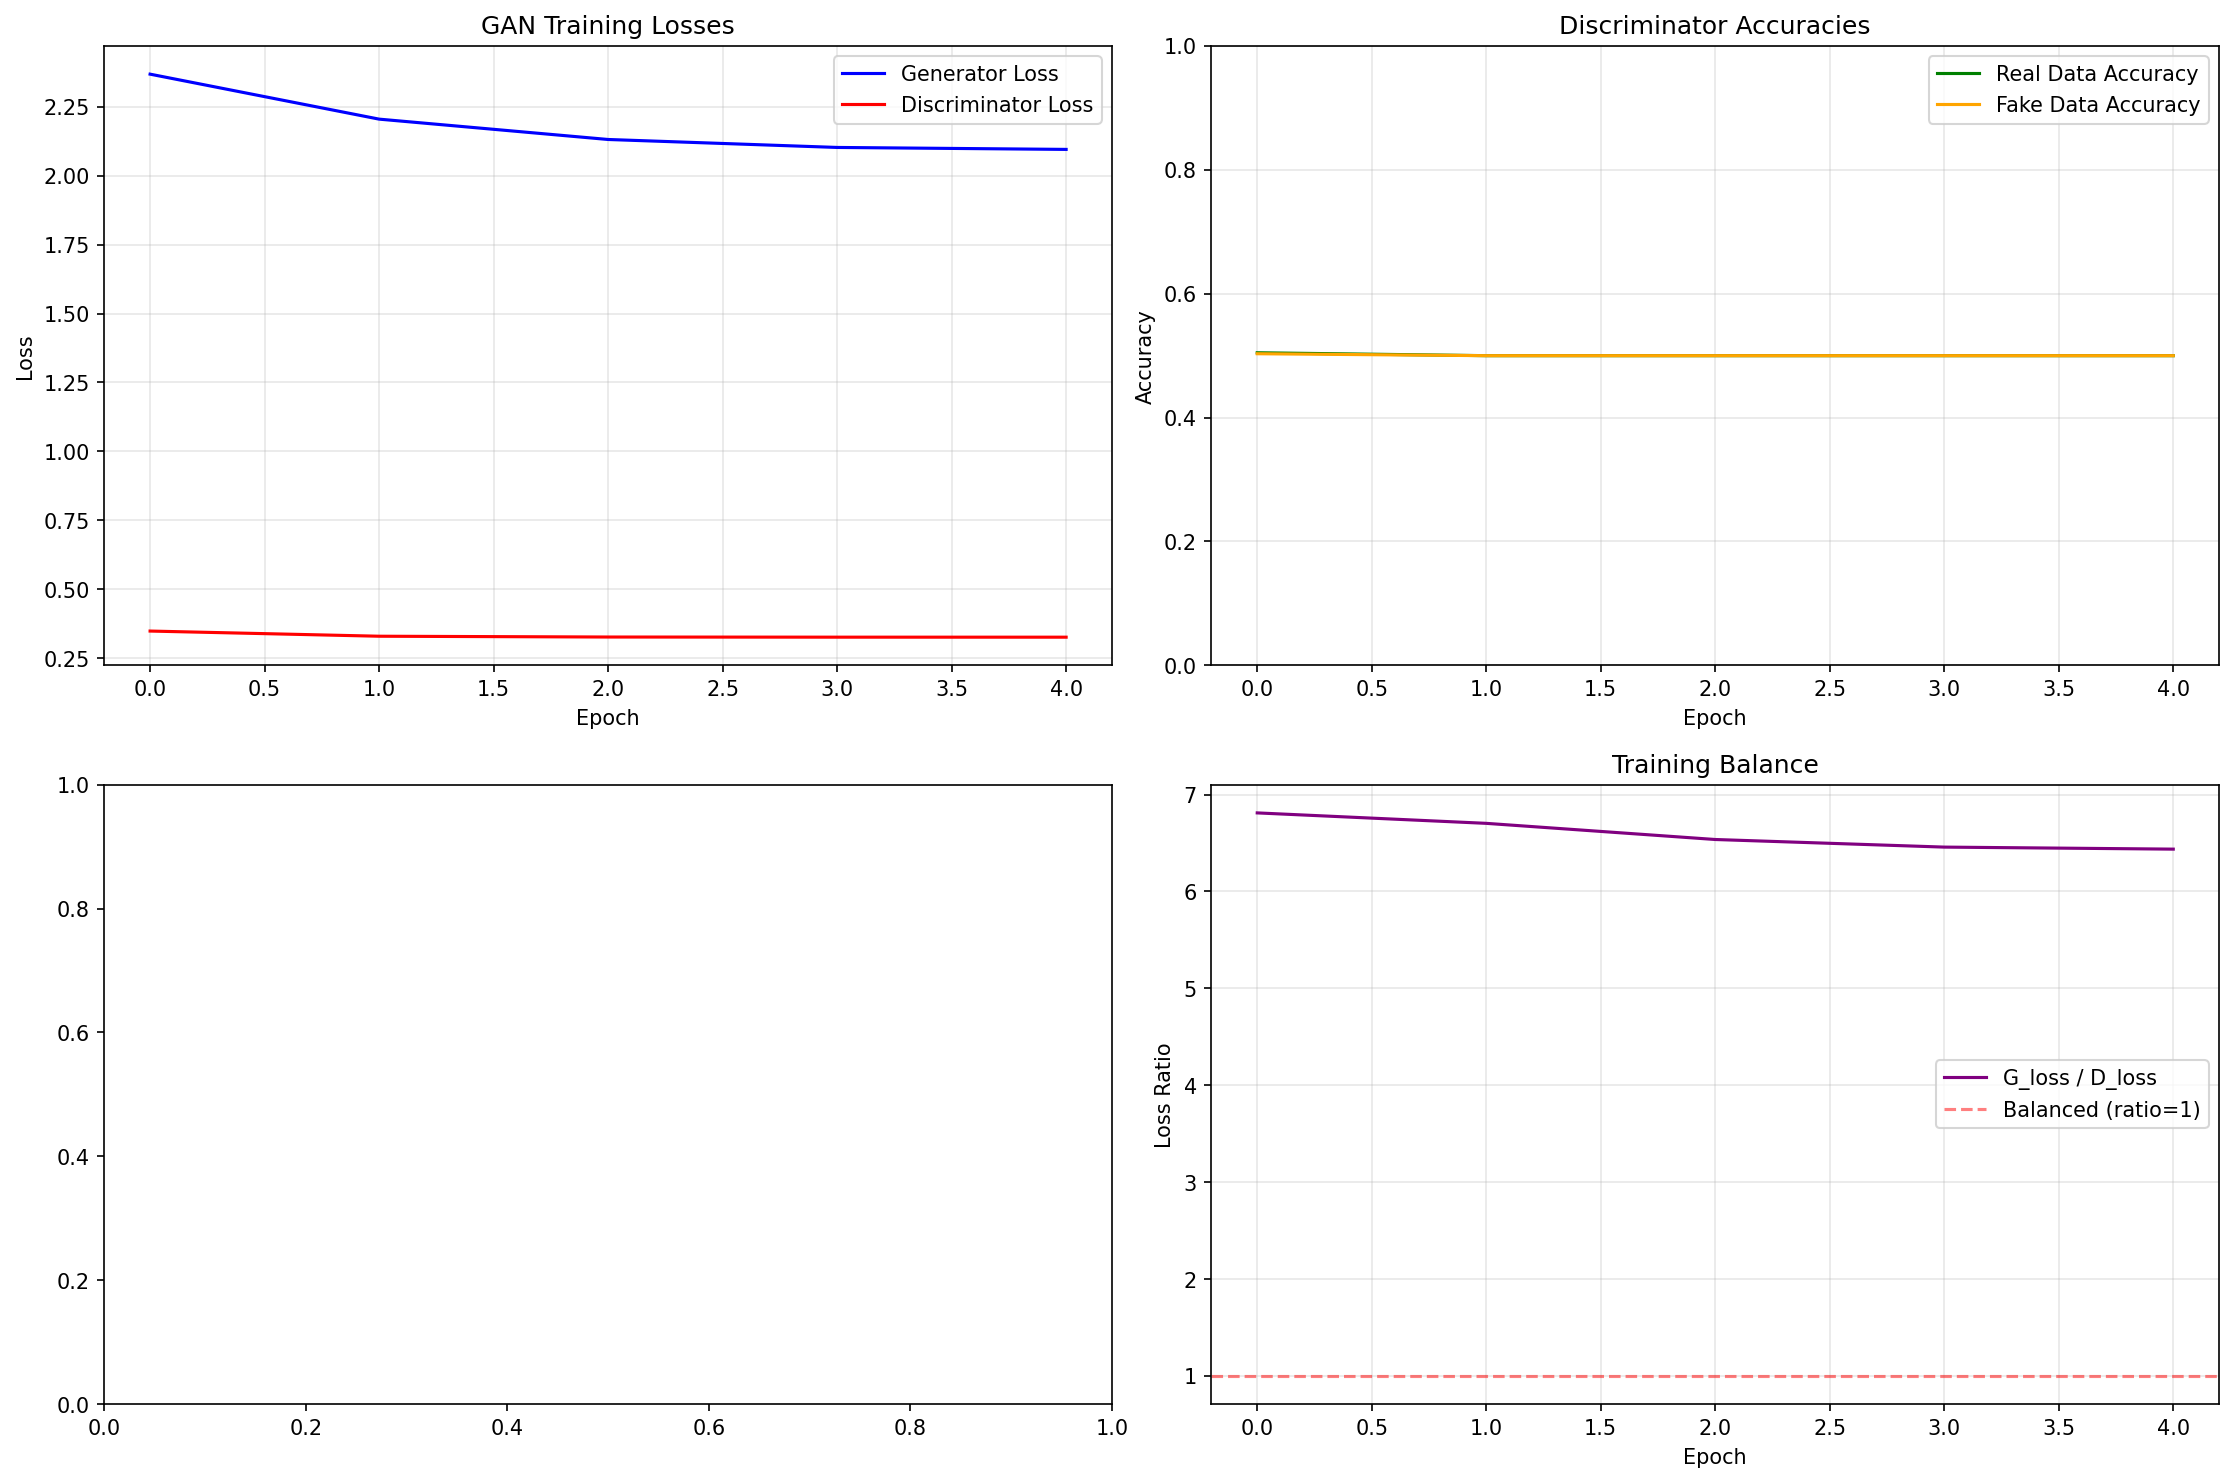 GAN Training Losses
Generator Loss
Discriminator Loss
Loss
2.25
2.00
1.75
1.50
1.25
1.00
0.75
0.50
0.25
0.0 0.5 1.0 1.5 2.0 2.5 3.0 3.5 4.0
Epoch
Discriminator Accuracies
Real Data Accuracy
Fake Data Accuracy
Accuracy
1.0
0.8
0.6
0.4
0.2
0.0
0.0 0.5 1.0 1.5 2.0 2.5 3.0 3.5 4.0
Epoch
1.0
0.8
0.6
0.4
0.2
0.0
0.0 0.2 0.4 0.6 0.8 1.0
Training Balance
Loss Ratio
7
6
5
4
3
2
1
G_loss / D_loss
Balanced (ratio=1)
0.0 0.5 1.0 1.5 2.0 2.5 3.0 3.5 4.0
Epoch